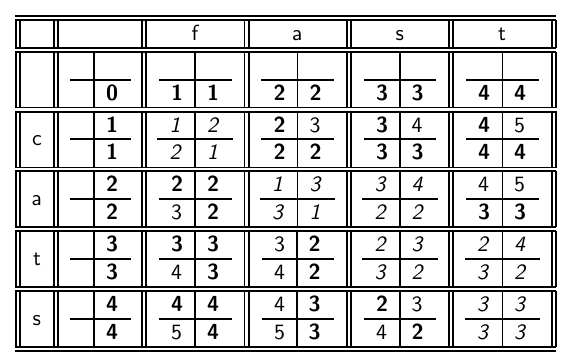 f a s t
0 1 1 2 2 3 3 4 4
1 1 2 2 3 3 4 4 5
c
1 2 1 2 2 3 3 4 4
2 2 2 1 3 3 4 4 5
a
2 3 2 3 1 2 2 3 3
3 3 3 3 2 2 3 2 4
t
3 4 3 4 2 3 2 3 2
4 4 4 4 3 2 3 3 3
s
4 5 4 5 3 4 2 3 3